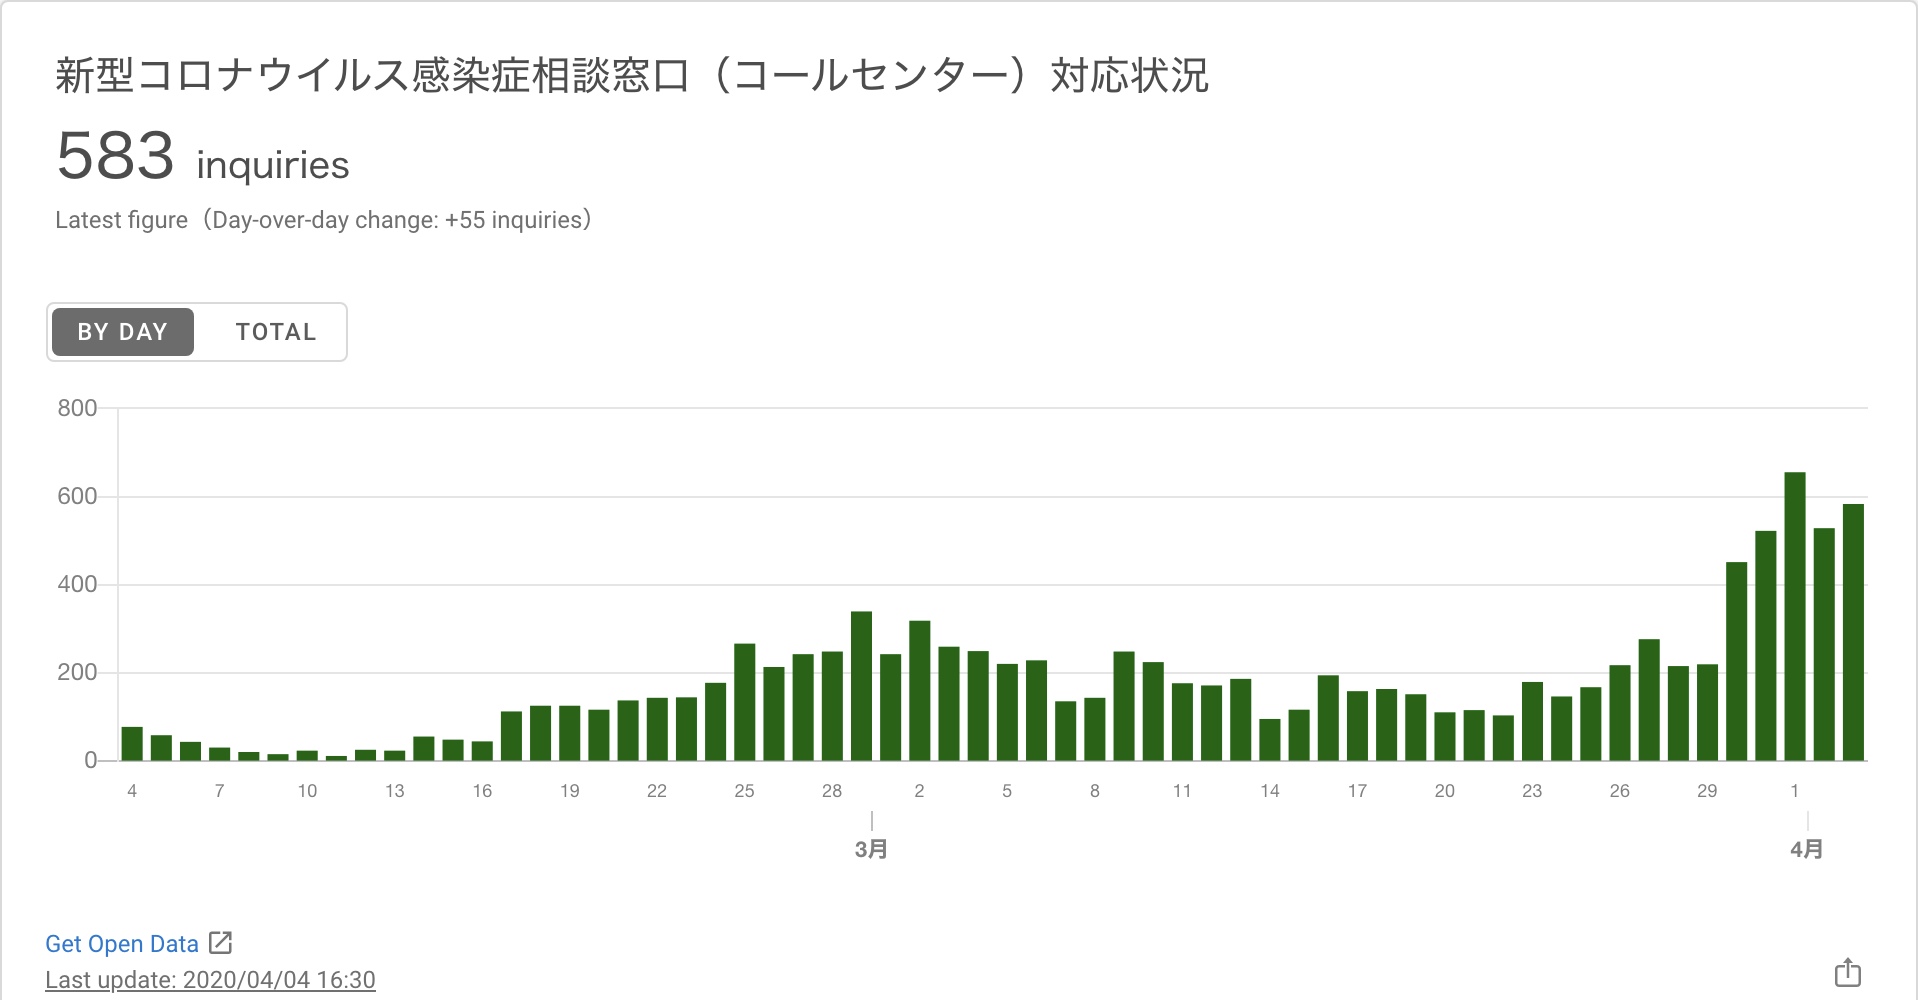 新型コロナウイルス感染症相談窓口（コールセンター）対応状況
583 inquiries
Latest figure（Day-over-day change: +55 inquiries）
BY DAY TOTAL
800
600
400
200
0
4 7 10 13 16 19 22 25 28 2 5 8 11 14 17 20 23 26 29 1
3月 4月
Get Open Data
Last update: 2020/04/04 16:30